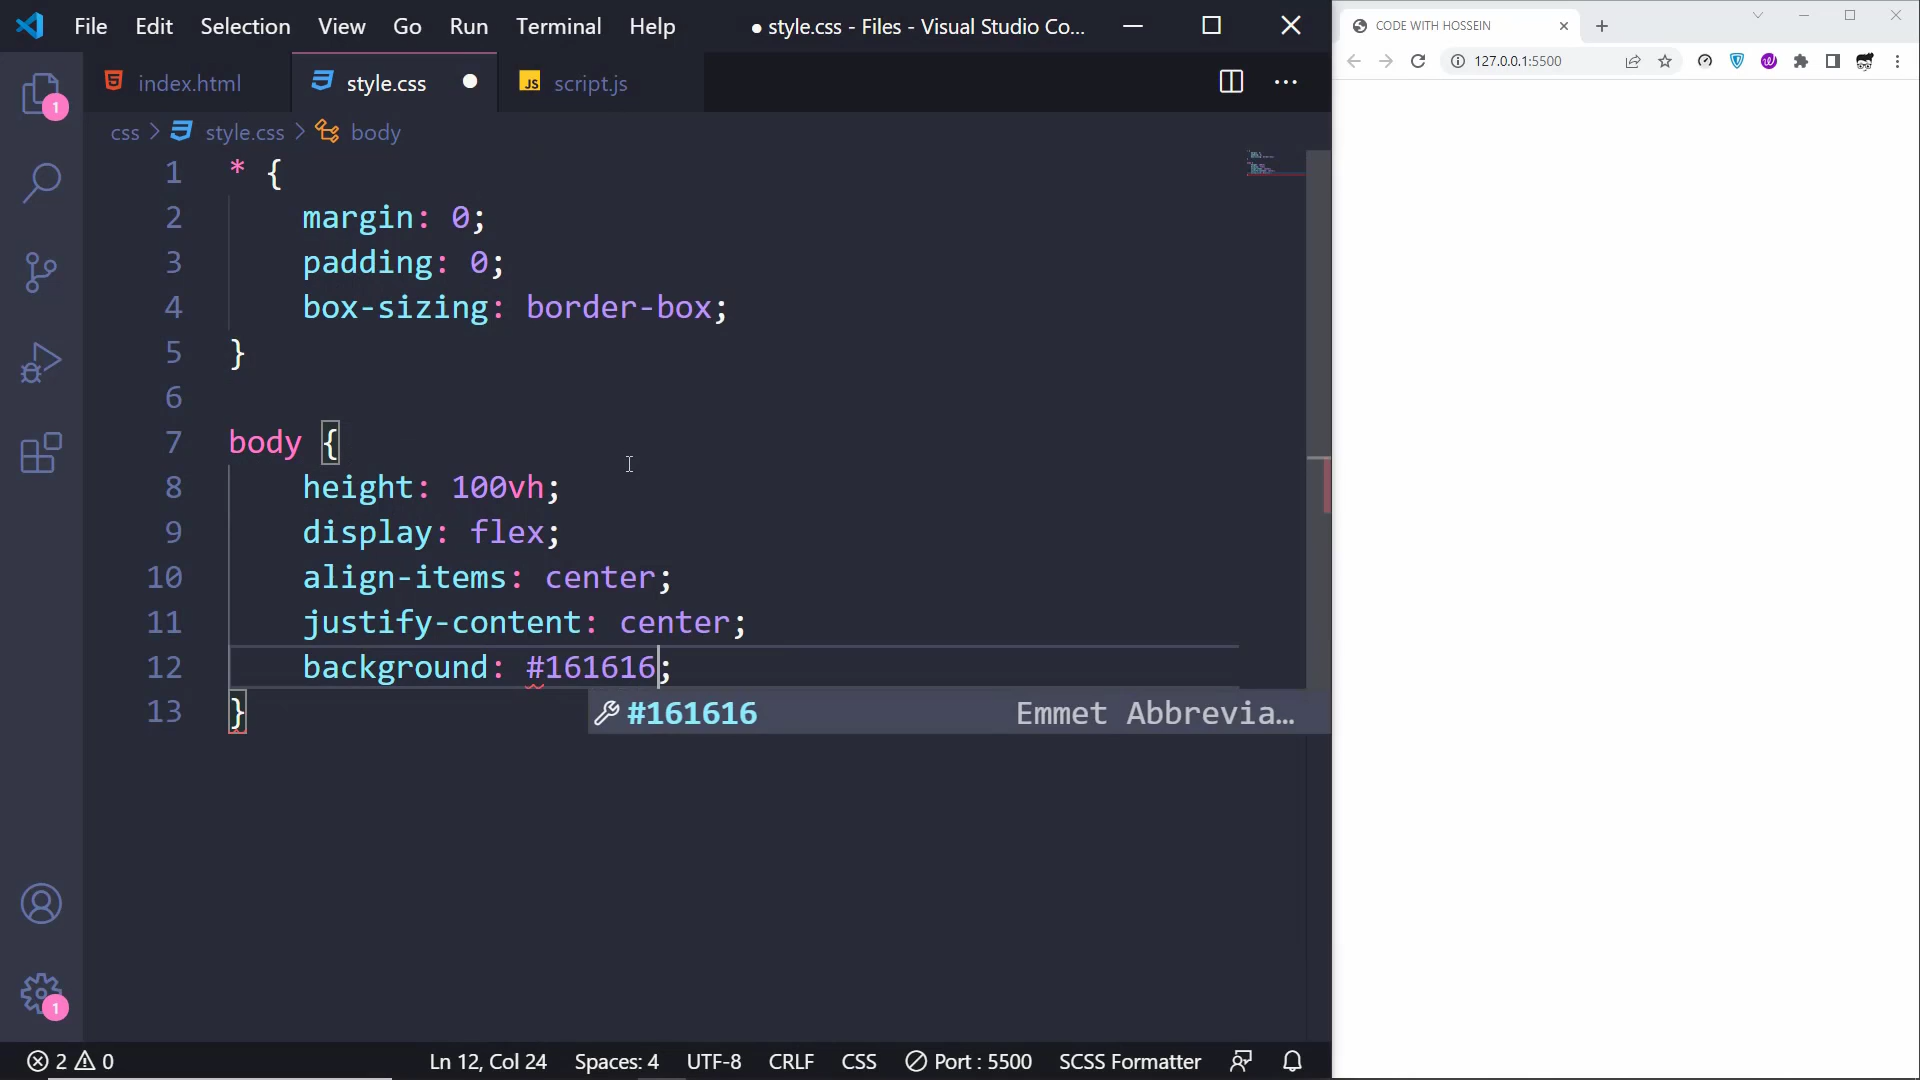 File Edit Selection View Go Run Terminal Help ● style.css - Files - Visual Studio Co...
index.html style.css JS script.js
css > style.css > body
1 * {
2 margin: 0;
3 padding: 0;
4 box-sizing: border-box;
5 }
6
7 body {
8 height: 100vh;
9 display: flex;
10 align-items: center;
11 justify-content: center;
12 background: #161616;
13 }
#161616 Emmet Abbrevia...
1
1
2 0 Ln 12, Col 24 Spaces: 4 UTF-8 CRLF CSS Port : 5500 SCSS Formatter
CODE WITH HOSSEIN
127.0.0.1:5500